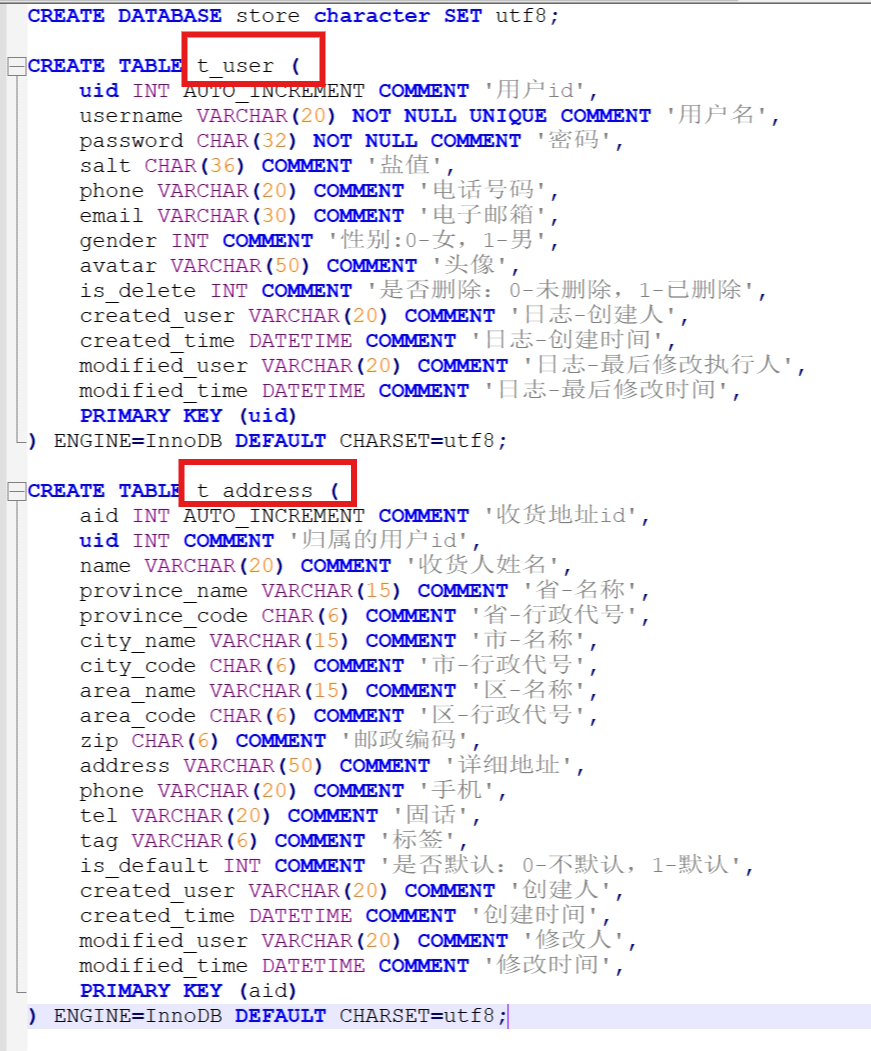 CREATE DATABASE store character SET utf8;
CREATE TABLE t_user (
uid INT AUTO_INCREMENT COMMENT '用户id',
username VARCHAR(20) NOT NULL UNIQUE COMMENT '用户名',
password CHAR(32) NOT NULL COMMENT '密码',
salt CHAR(36) COMMENT '盐值',
phone VARCHAR(20) COMMENT '电话号码',
email VARCHAR(30) COMMENT '电子邮箱',
gender INT COMMENT '性别:0-女，1-男',
avatar VARCHAR(50) COMMENT '头像',
is_delete INT COMMENT '是否删除：0-未删除，1-已删除',
created_user VARCHAR(20) COMMENT '日志-创建人',
created_time DATETIME COMMENT '日志-创建时间',
modified_user VARCHAR(20) COMMENT '日志-最后修改执行人',
modified_time DATETIME COMMENT '日志-最后修改时间',
PRIMARY KEY (uid)
) ENGINE=InnoDB DEFAULT CHARSET=utf8;
CREATE TABLE t_address (
aid INT AUTO_INCREMENT COMMENT '收货地址id',
uid INT COMMENT '归属的用户id',
name VARCHAR(20) COMMENT '收货人姓名',
province_name VARCHAR(15) COMMENT '省-名称',
province_code CHAR(6) COMMENT '省-行政代号',
city_name VARCHAR(15) COMMENT '市-名称',
city_code CHAR(6) COMMENT '市-行政代号',
area_name VARCHAR(15) COMMENT '区-名称',
area_code CHAR(6) COMMENT '区-行政代号',
zip CHAR(6) COMMENT '邮政编码',
address VARCHAR(50) COMMENT '详细地址',
phone VARCHAR(20) COMMENT '手机',
tel VARCHAR(20) COMMENT '固话',
tag VARCHAR(6) COMMENT '标签',
is_default INT COMMENT '是否默认：0-不默认，1-默认',
created_user VARCHAR(20) COMMENT '创建人',
created_time DATETIME COMMENT '创建时间',
modified_user VARCHAR(20) COMMENT '修改人',
modified_time DATETIME COMMENT '修改时间',
PRIMARY KEY (aid)
) ENGINE=InnoDB DEFAULT CHARSET=utf8;